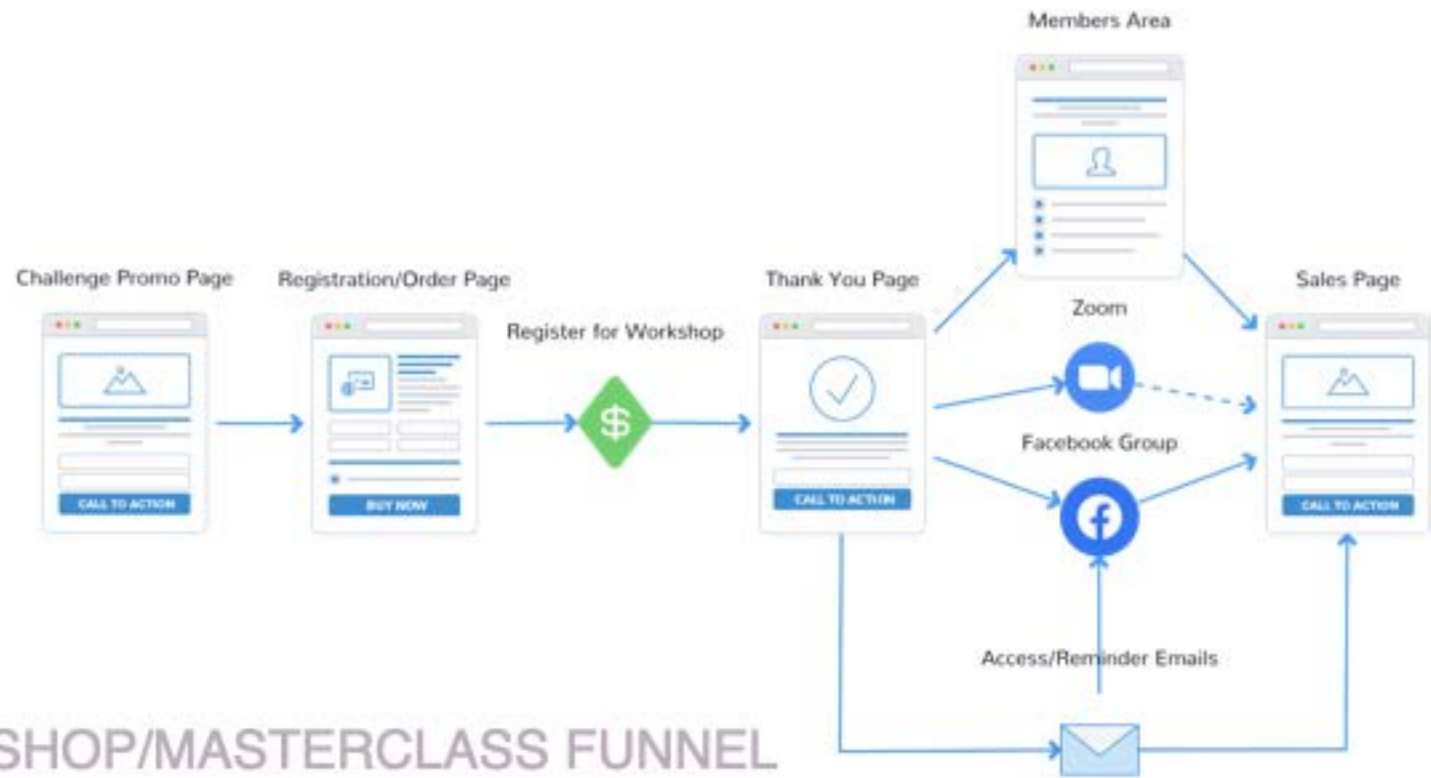 Members Area
Challenge Promo Page
Registration/Order Page
Register for Workshop
Thank You Page
Zoom
Sales Page
$
Facebook Group
CALL TO ACTION
BUY NOW
CALL TO ACTION
CALL TO ACTION
f
Access/Reminder Emails
SHOP/MASTERCLASS FUNNEL